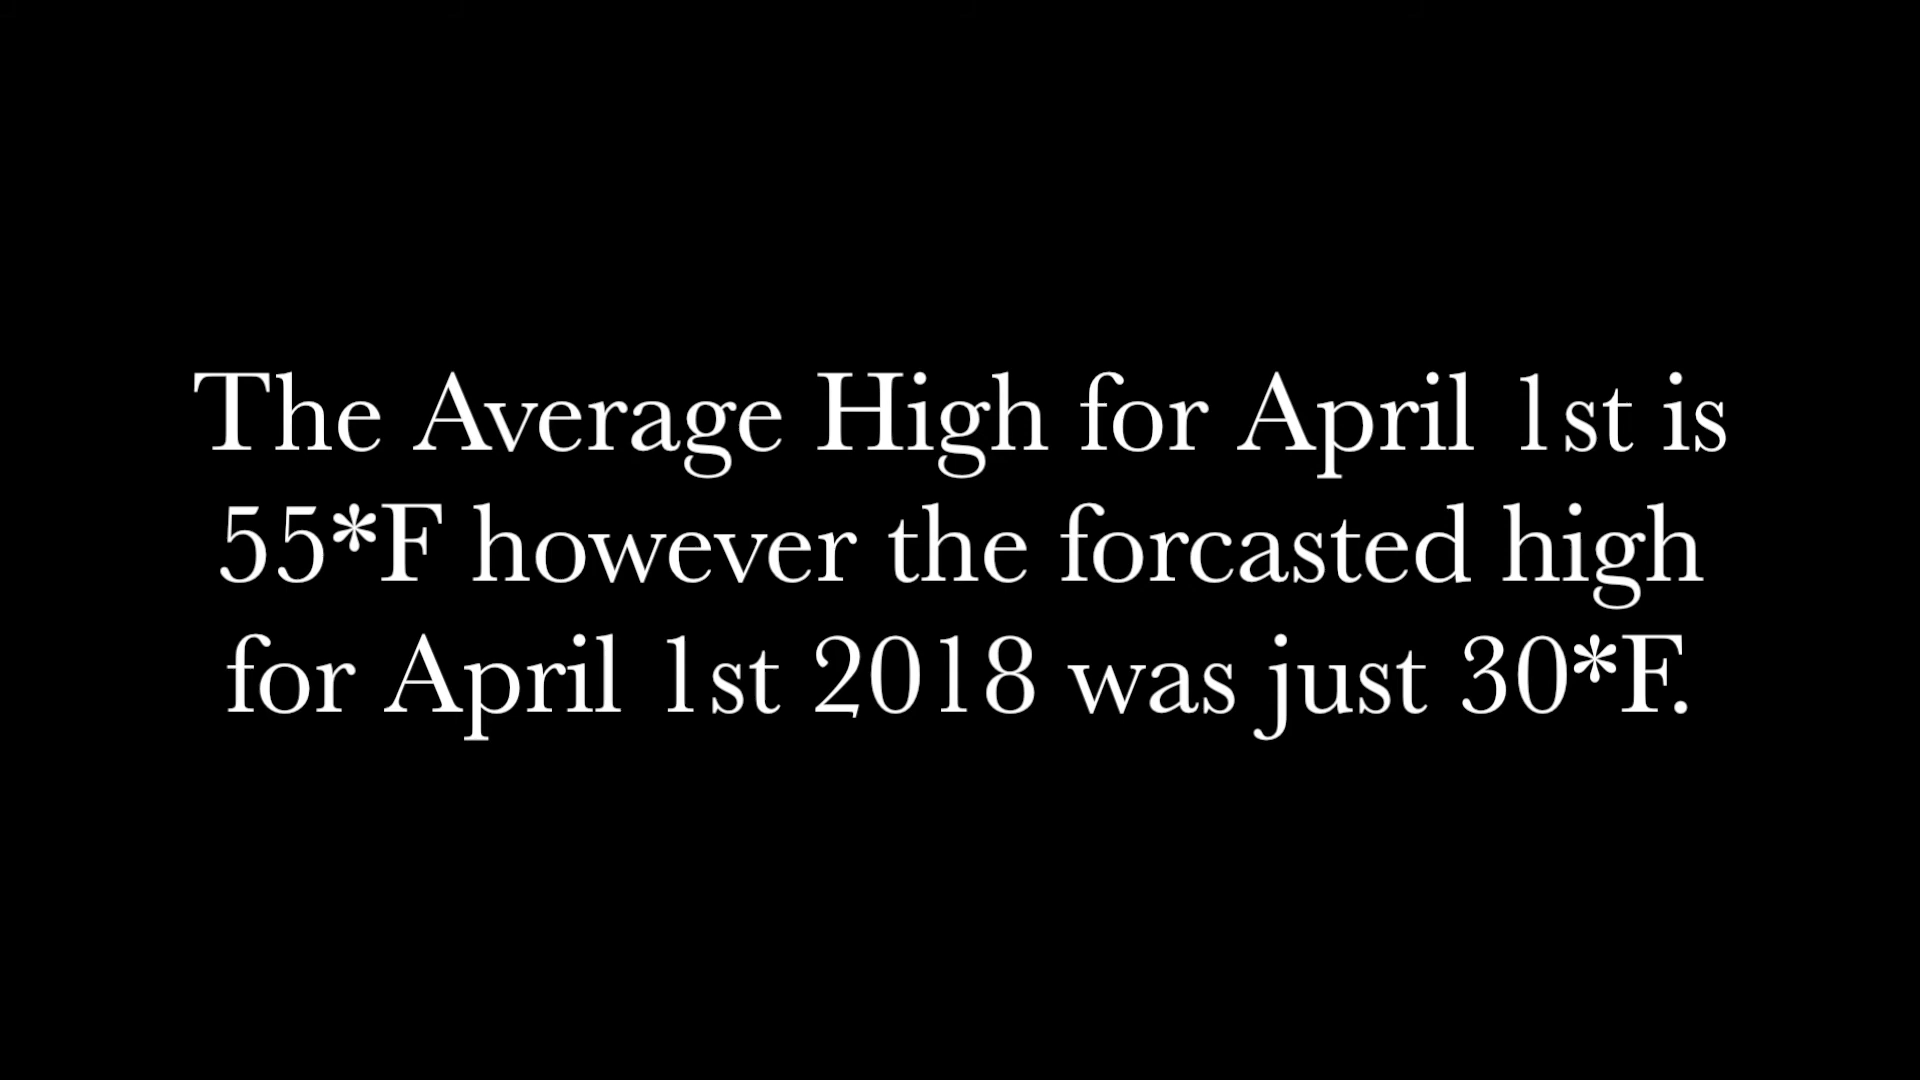 The Average High for April 1st is
55*F however the forcasted high
for April 1st 2018 was just 30*F.